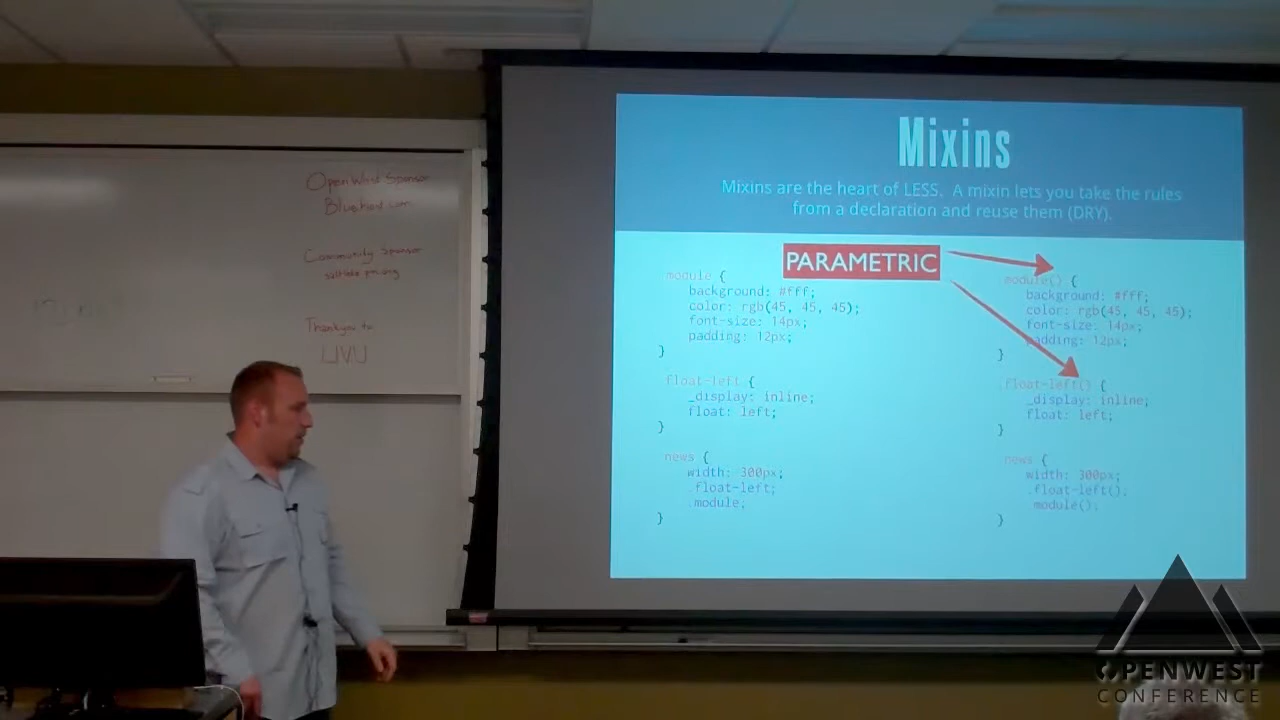 OpenWest Sponsor
Bluehost.com
Community Sponsor
Thankyou to
UVU
Mixins
Mixins are the heart of LESS. A mixin lets you take the rules
from a declaration and reuse them (DRY).
PARAMETRIC
module {
background: #fff;
color: rgb(45, 45, 45);
font-size: 14px;
padding: 12px;
}
float-left {
_display: inline;
float: left;
}
news {
width: 300px;
.float-left;
.module;
}
module() {
background: #fff;
color: rgb(45, 45, 45);
font-size: 14px;
padding: 12px;
}
.float-left() {
_display: inline;
float: left;
}
news {
width: 300px;
.float-left();
.module();
}
OPENWEST
CONFERENCE